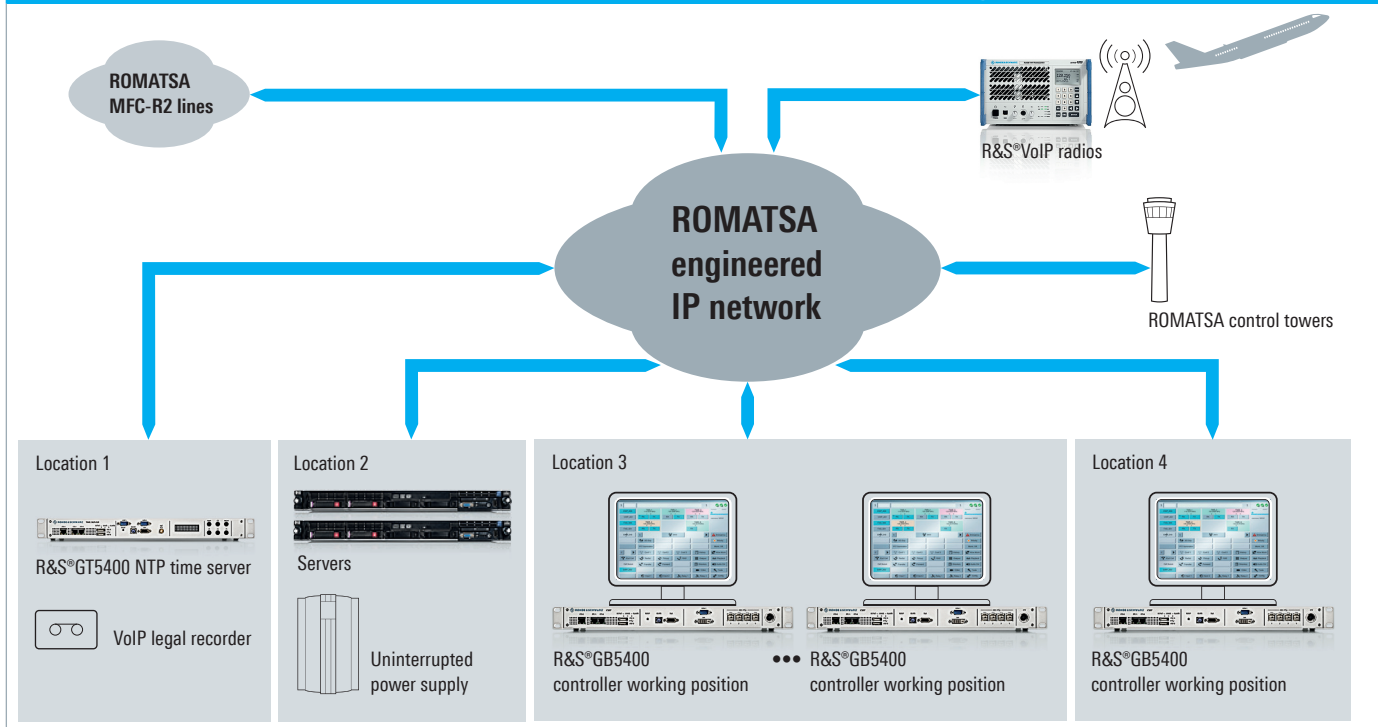 ROMATSA
MFC-R2 lines
R&S®VoIP radios
ROMATSA
engineered
IP network
ROMATSA control towers
Location 1
R&S®GT5400 NTP time server
VoIP legal recorder
Location 2
Servers
Uninterrupted
power supply
Location 3
R&S®GB5400
controller working position
••• R&S®GB5400
controller working position
Location 4
R&S®GB5400
controller working position